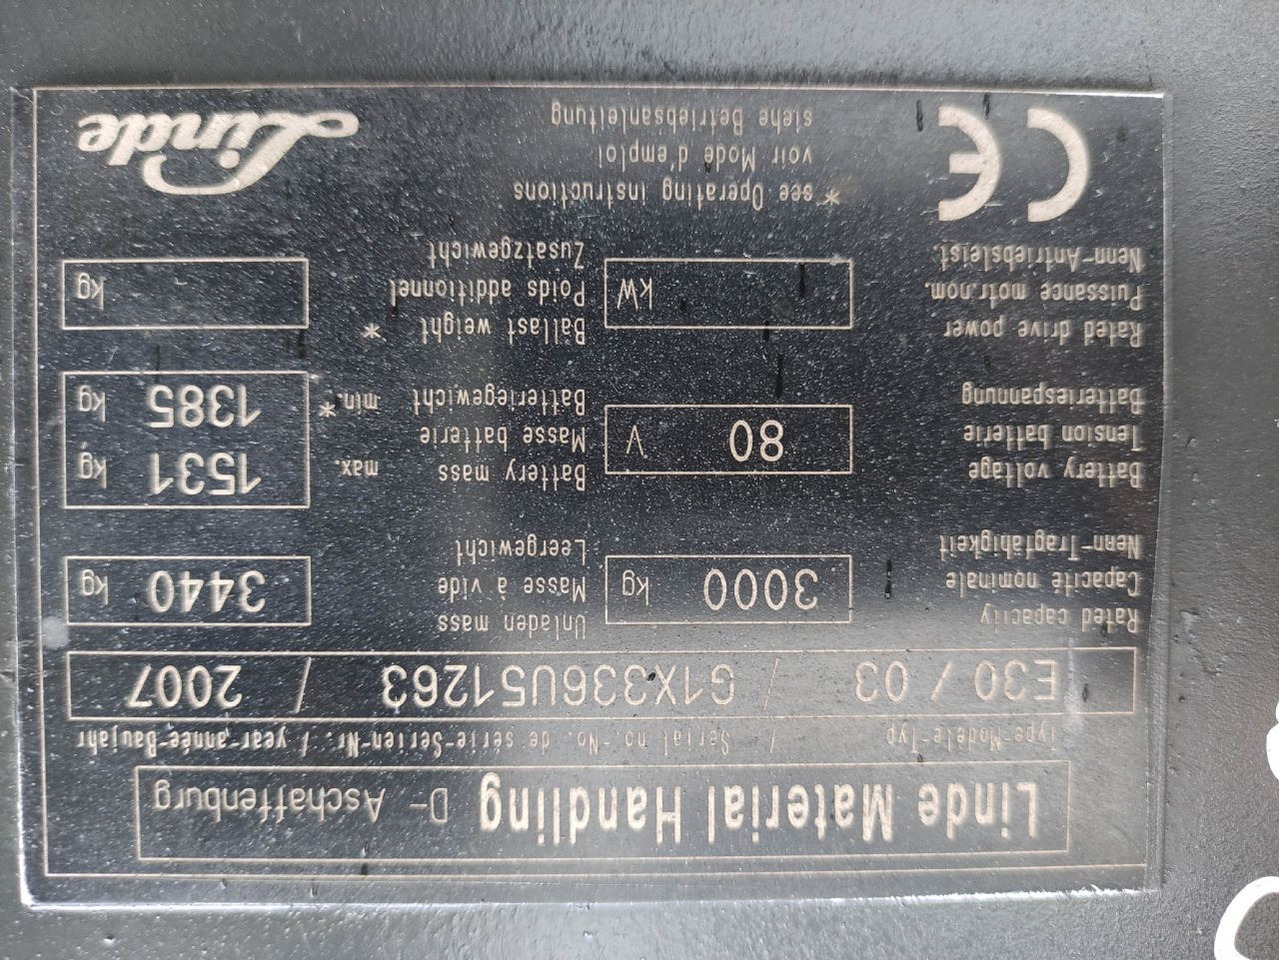 Linde Material Handling D- Aschaffenburg
Type-Modèle-Typ / Serial no.-No. de série-Serien-Nr. / year-année-Baujahr
E30 / 03 / G1X336U51263 / 2007
Rated capacity
Capacité nominale
Nenn-Tragfähigkeit
3000 kg
Unladen mass
Masse à vide
Leergewicht
3440 kg
Battery voltage
Tension batterie
Batteriespannung
80 V
Battery mass max.
Masse batterie
Batteriegewicht min.*
1531 kg
1385 kg
Rated drive power
Puissance motr.nom.
Nenn-Antriebsleist.
kW
Ballast weight *
Poids additionnel
Zusatzgewicht
kg
CE
*see Operating instructions
voir Mode d'emploi
siehe Betriebsanleitung
Linde